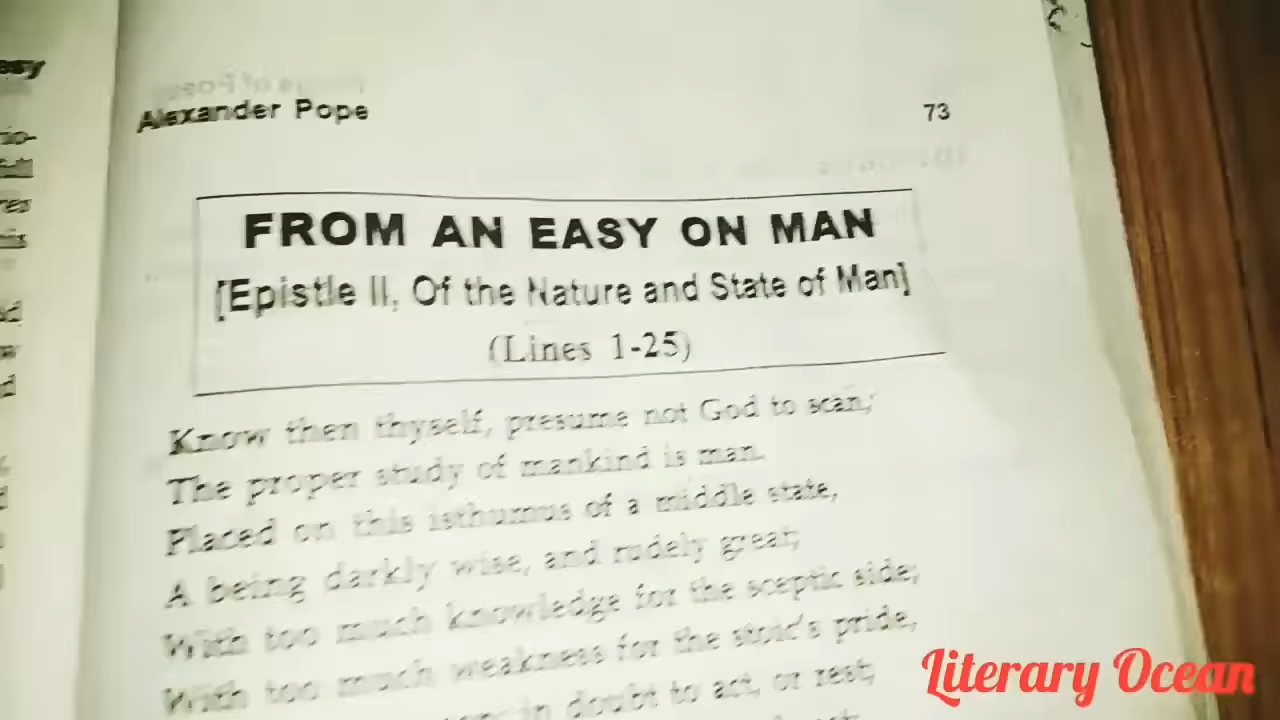 Alexander Pope
73
FROM AN EASY ON MAN
[Epistle II, Of the Nature and State of Man]
(Lines 1-25)
Know then thyself, presume not God to scan;
The proper study of mankind is man.
Placed on this isthumus of a middle state,
A being darkly wise, and rudely great;
With too much knowledge for the sceptic side;
With too much weakness for the stoic's pride,
in doubt to act, or rest;
Literary Ocean